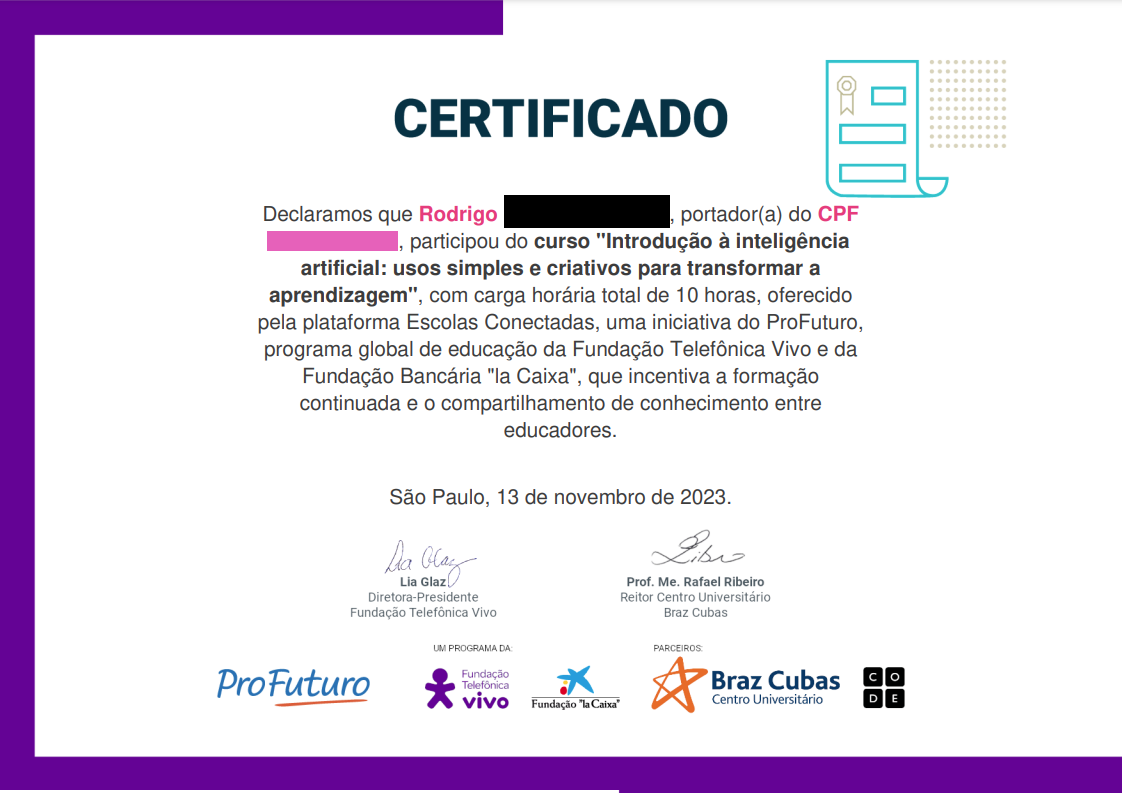 CERTIFICADO
Declaramos que Rodrigo , portador(a) do CPF
, participou do curso "Introdução à inteligência
artificial: usos simples e criativos para transformar a
aprendizagem", com carga horária total de 10 horas, oferecido
pela plataforma Escolas Conectadas, uma iniciativa do ProFuturo,
programa global de educação da Fundação Telefônica Vivo e da
Fundação Bancária "la Caixa", que incentiva a formação
continuada e o compartilhamento de conhecimento entre
educadores.
São Paulo, 13 de novembro de 2023.
Lia Glaz
Lia Glaz
Diretora-Presidente
Fundação Telefônica Vivo
Ribeiro
Prof. Me. Rafael Ribeiro
Reitor Centro Universitário
Braz Cubas
UM PROGRAMA DA:
PARCEIROS:
ProFuturo
Fundação
Telefônica
vivo
Fundação "la Caixa"
Braz Cubas
Centro Universitário
CO
DE